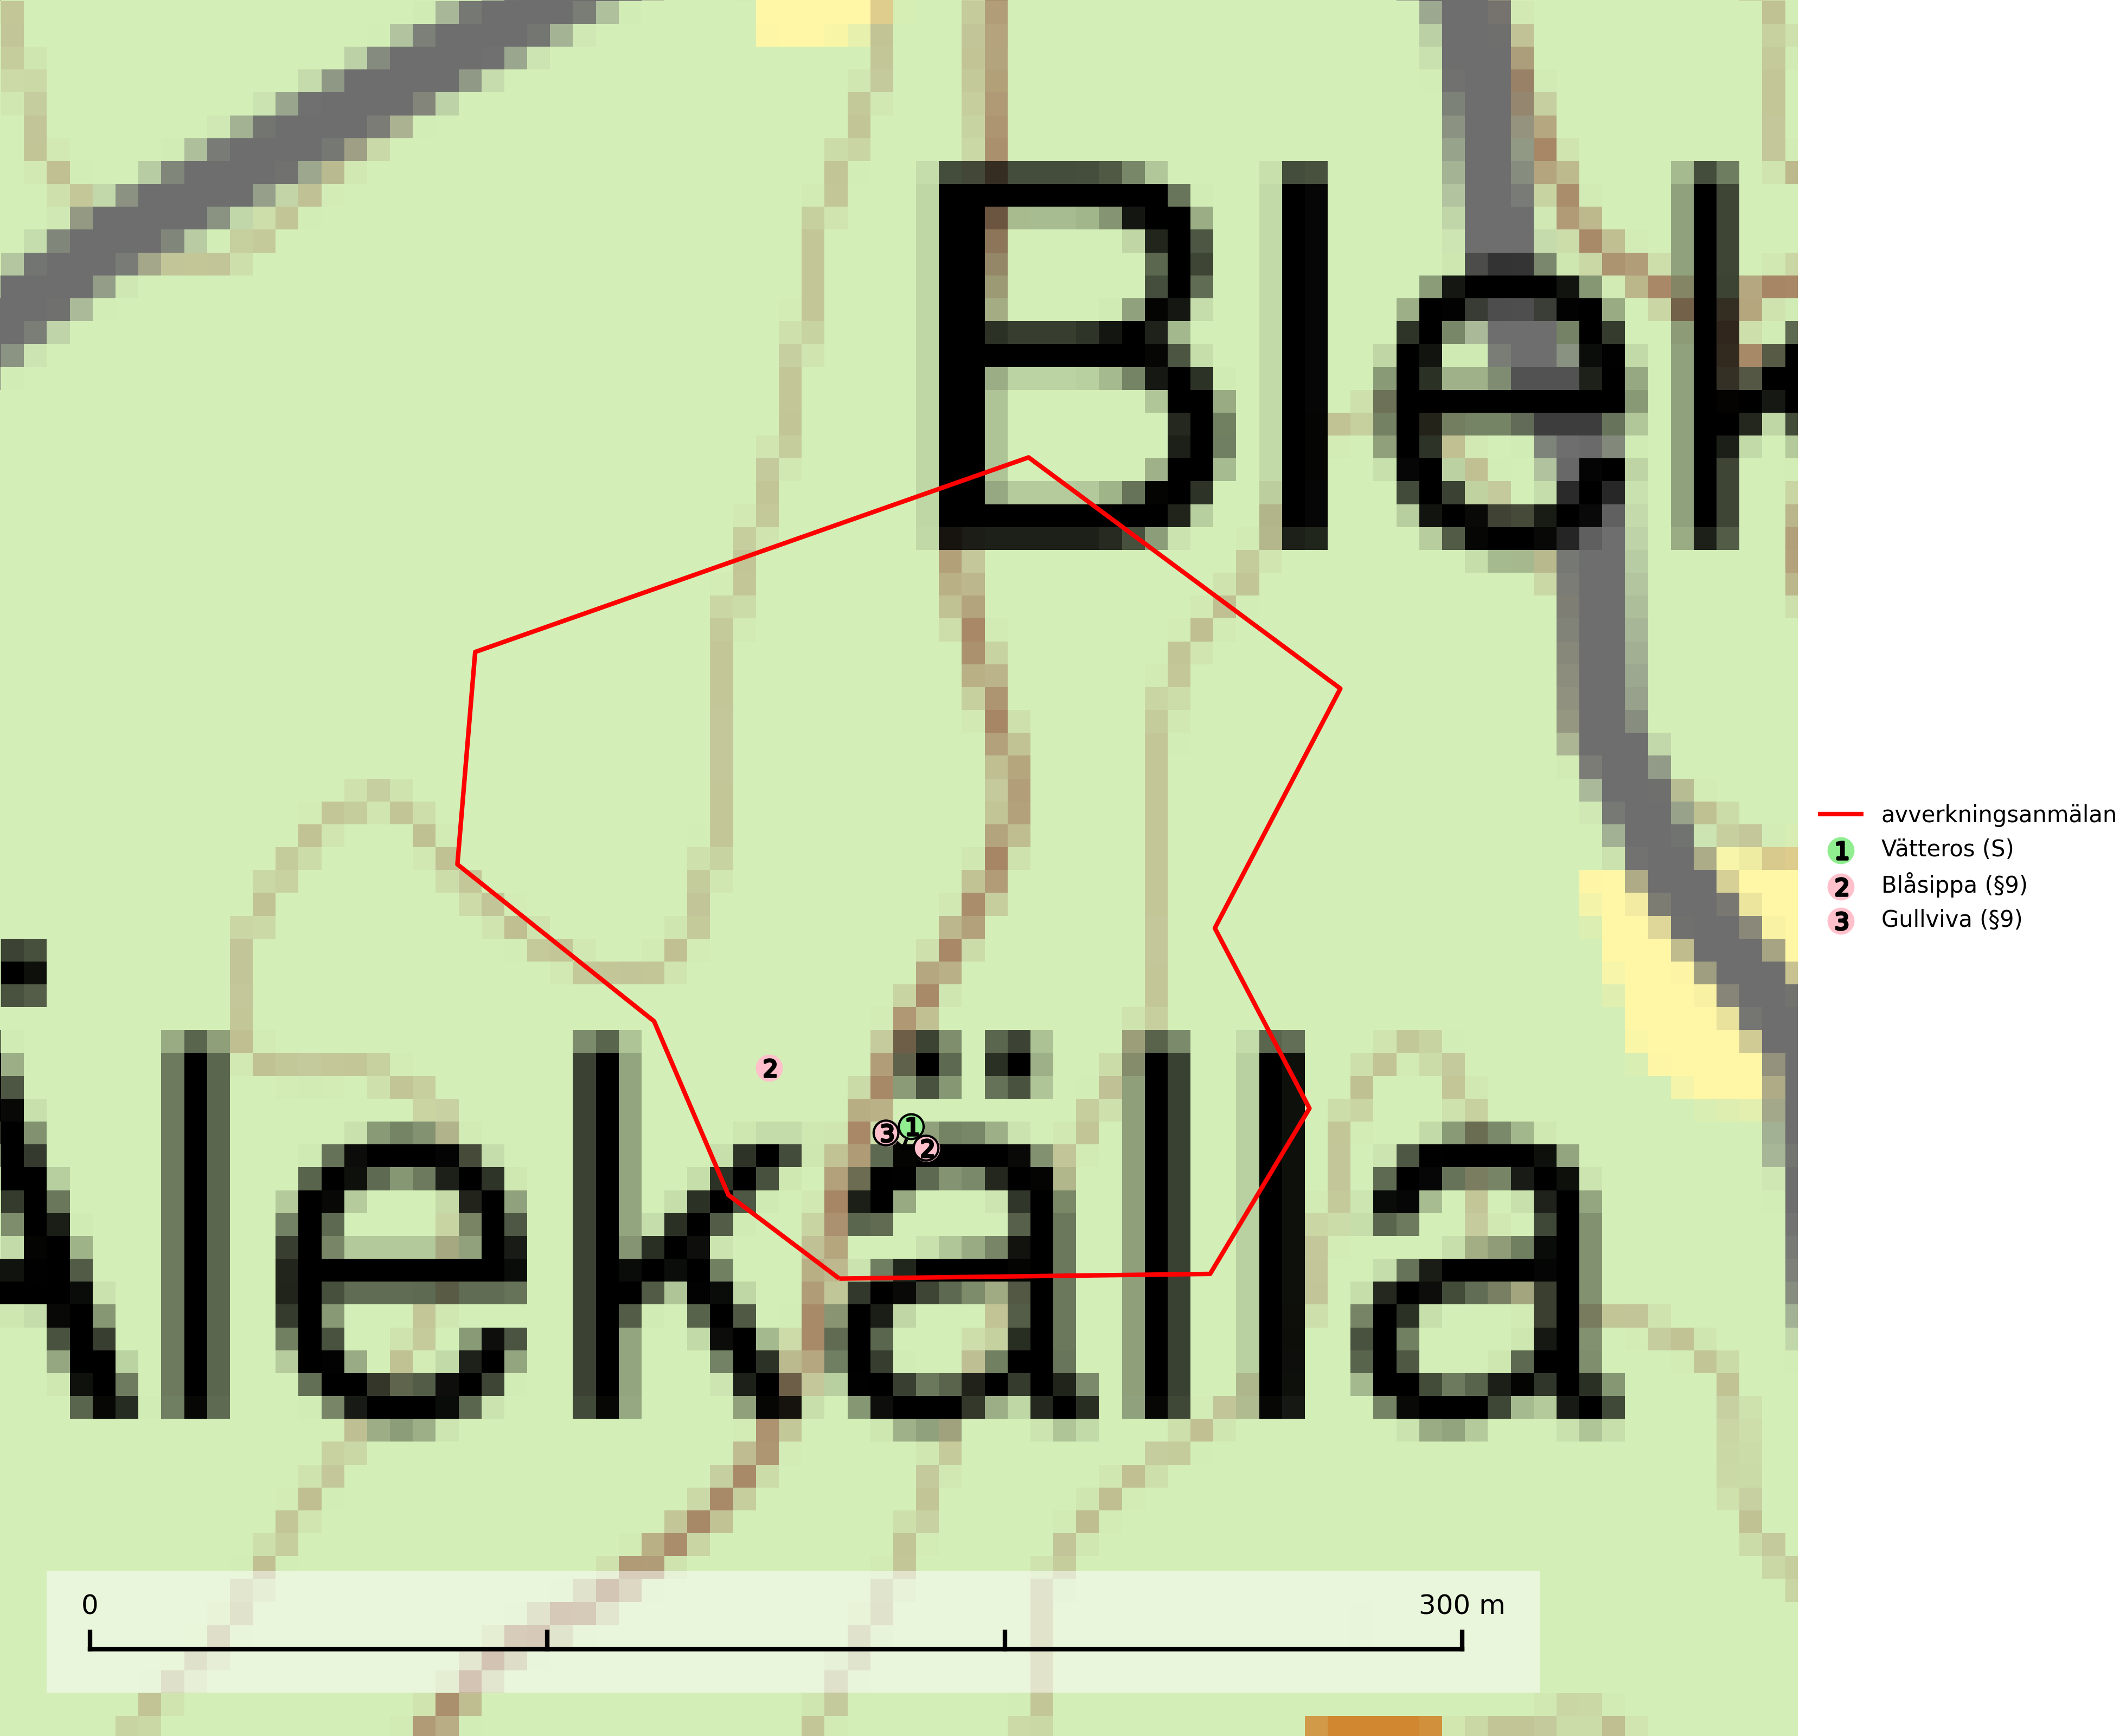 Blek
Alekälla
2
3 1
2
0 300 m
avverkningsanmälan
1 Vätteros (S)
2 Blåsippa (§9)
3 Gullviva (§9)